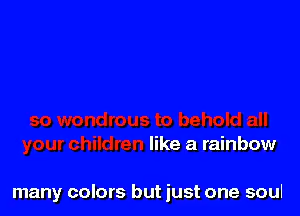 so wondrous to behold all
your children like a rainbow
many colors but just one soul